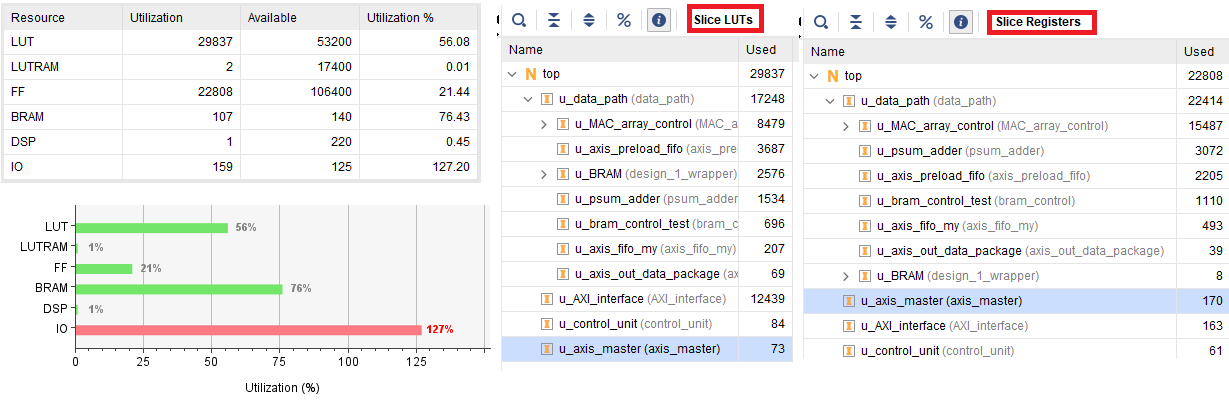 Resource Utilization Available Utilization %
LUT 29837 53200 56.08
LUTRAM 2 17400 0.01
FF 22808 106400 21.44
BRAM 107 140 76.43
DSP 1 220 0.45
IO 159 125 127.20
LUT 56%
LUTRAM 1%
FF 21%
BRAM 76%
DSP 1%
IO 127%
0 25 50 75 100 125
Utilization (%)
% Slice LUTs
Name Used
N top 29837
u_data_path (data_path) 17248
u_MAC_array_control (MAC_a 8479
u_axis_preload_fifo (axis_pre 3687
u_BRAM (design_1_wrapper) 2576
u_psum_adder (psum_adder 1534
u_bram_control_test (bram_c 696
u_axis_fifo_my (axis_fifo_my) 207
u_axis_out_data_package (ax 69
u_AXI_interface (AXI_interface) 12439
u_control_unit (control_unit) 84
u_axis_master (axis_master) 73
% Slice Registers
Name Used
N top 22808
u_data_path (data_path) 22414
u_MAC_array_control (MAC_array_control) 15487
u_psum_adder (psum_adder) 3072
u_axis_preload_fifo (axis_preload_fifo) 2205
u_bram_control_test (bram_control) 1110
u_axis_fifo_my (axis_fifo_my) 493
u_axis_out_data_package (axis_out_data_package) 39
u_BRAM (design_1_wrapper) 8
u_axis_master (axis_master) 170
u_AXI_interface (AXI_interface) 163
u_control_unit (control_unit) 61